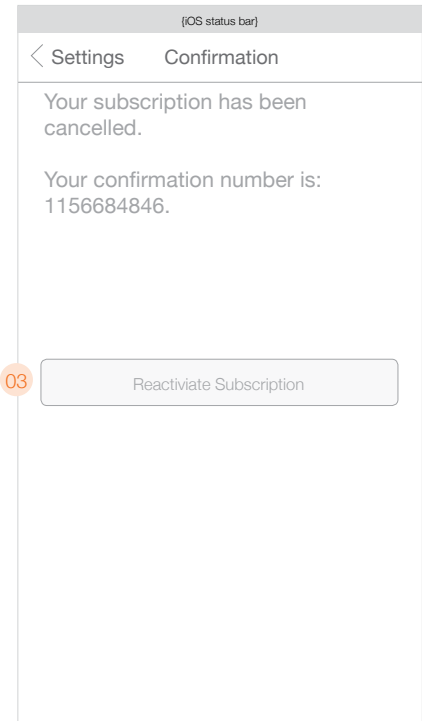 {iOS status bar}
Settings Confirmation
Your subscription has been
cancelled.
Your confirmation number is:
1156684846.
03 Reactiviate Subscription